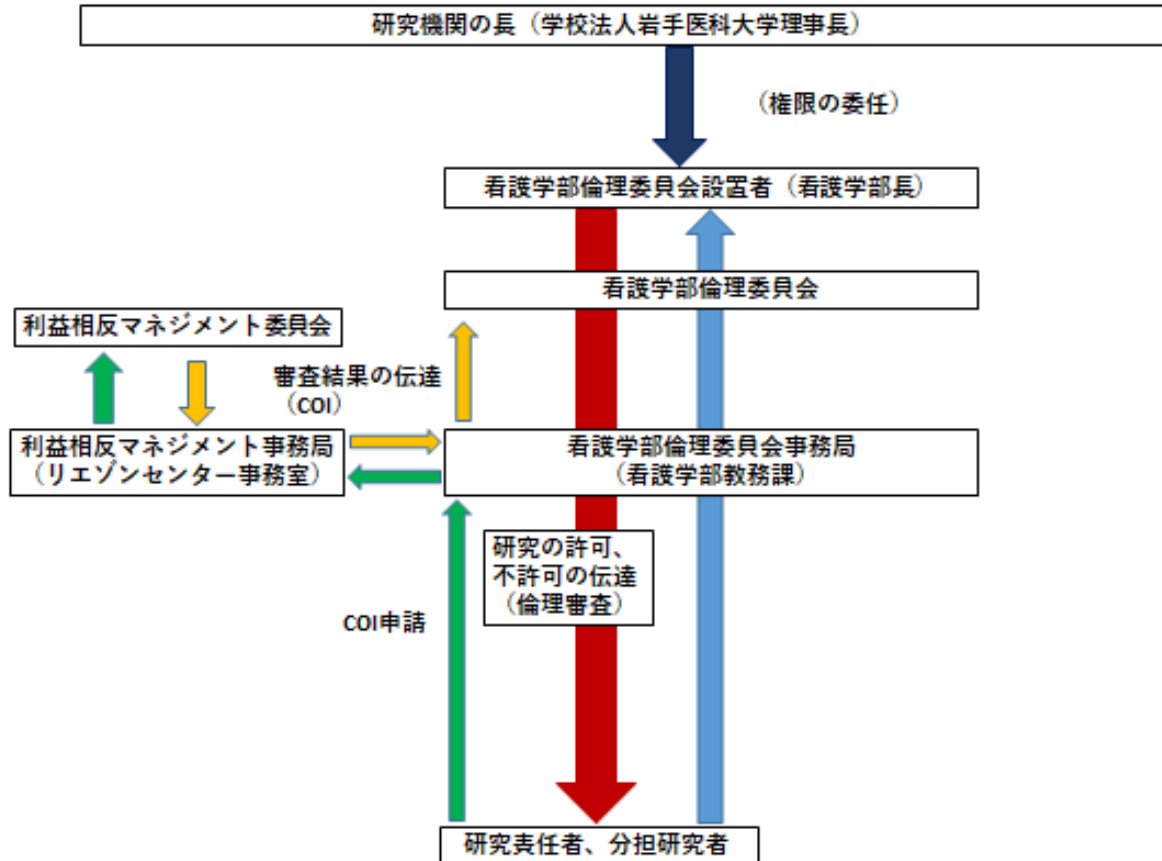 研究機関の長（学校法人岩手医科大学理事長）
（権限の委任）
看護学部倫理委員会設置者（看護学部長）
看護学部倫理委員会
利益相反マネジメント委員会
審査結果の伝達
（COI）
利益相反マネジメント事務局
（リエゾンセンター事務室）
看護学部倫理委員会事務局
（看護学部教務課）
研究の許可、
不許可の伝達
（倫理審査）
COI申請
研究責任者、分担研究者